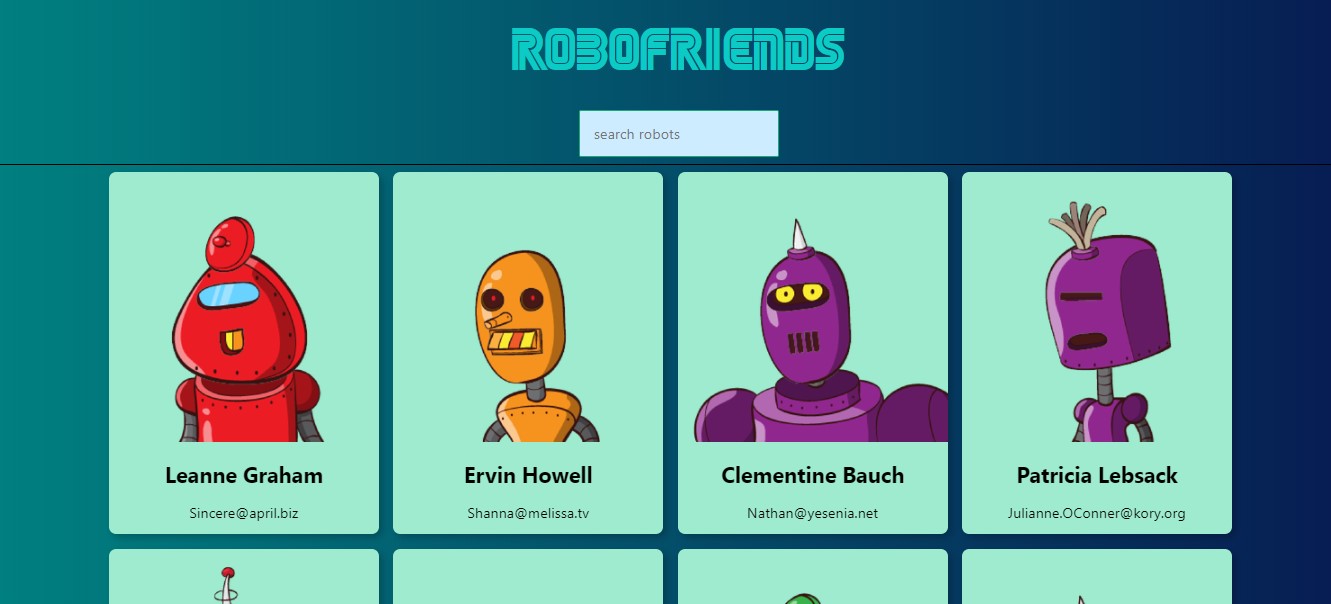 ROBOFRIENDS
search robots
Leanne Graham
Sincere@april.biz
Ervin Howell
Shanna@melissa.tv
Clementine Bauch
Nathan@yesenia.net
Patricia Lebsack
Julianne.OConner@kory.org